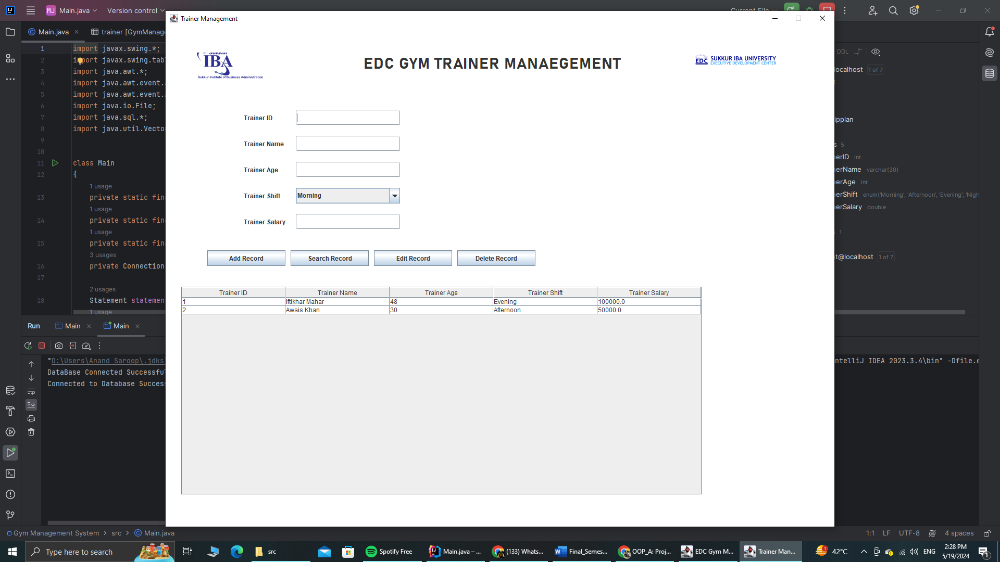 MJ Main.java Version control Current File
Trainer Management
Main.java trainer [GymManag
1 import javax.swing.*;
2 import javax.swing.tab
3 import java.awt.*;
4 import java.awt.event.
5 import java.awt.event.
6 import java.io.File;
7 import java.sql.*;
8 import java.util.Vector
9
10
11 class Main
12 {
1 usage
13 private static fin
1 usage
14 private static fin
1 usage
15 private static fin
3 usages
16 private Connection
17
2 usages
18 Statement statemen
1 usage
IBA
Sukkur Institute of Business Administration
EDC GYM TRAINER MANAEGEMENT
EDC SUKKUR IBA UNIVERSITY
EXECUTIVE DEVELOPMENT CENTER
Trainer ID
Trainer Name
Trainer Age
Trainer Shift Morning
Trainer Salary
Add Record Search Record Edit Record Delete Record
Trainer ID Trainer Name Trainer Age Trainer Shift Trainer Salary
1 Iftikhar Mahar 48 Evening 100000.0
2 Awais Khan 30 Afternoon 50000.0
DDL
localhost 1 of 7
ipplan
s 5
nerID int
nerName varchar(30)
nerAge int
nerShift enum('Morning', 'Afternoon', 'Evening', 'Nigh
nerSalary double
s 1
t@localhost 1 of 7
Run Main Main
"D:\Users\Anand Saroop\.jdks ntelliJ IDEA 2023.3.4\bin" -Dfile.e
DataBase Connected Successfu
Connected to Database Succes
Gym Management System > src > Main.java 1:1 LF UTF-8 4 spaces
Type here to search src Spotify Free Main.java – ... (133) Whats... Final_Semes... OOP_A: Proj... EDC Gym M... Trainer Man... 42°C ENG 2:28 PM
5/19/2024